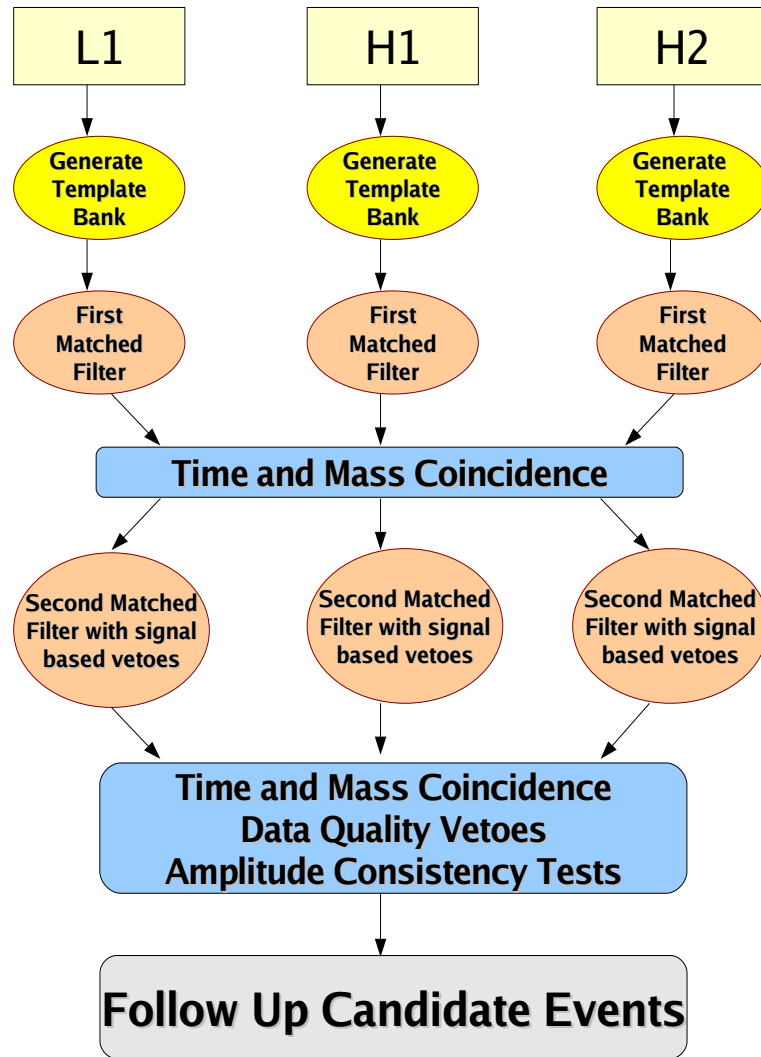 L1
H1
H2
Generate
Template
Bank
Generate
Template
Bank
Generate
Template
Bank
First
Matched
Filter
First
Matched
Filter
First
Matched
Filter
Time and Mass Coincidence
Second Matched
Filter with signal
based vetoes
Second Matched
Filter with signal
based vetoes
Second Matched
Filter with signal
based vetoes
Time and Mass Coincidence
Data Quality Vetoes
Amplitude Consistency Tests
Follow Up Candidate Events